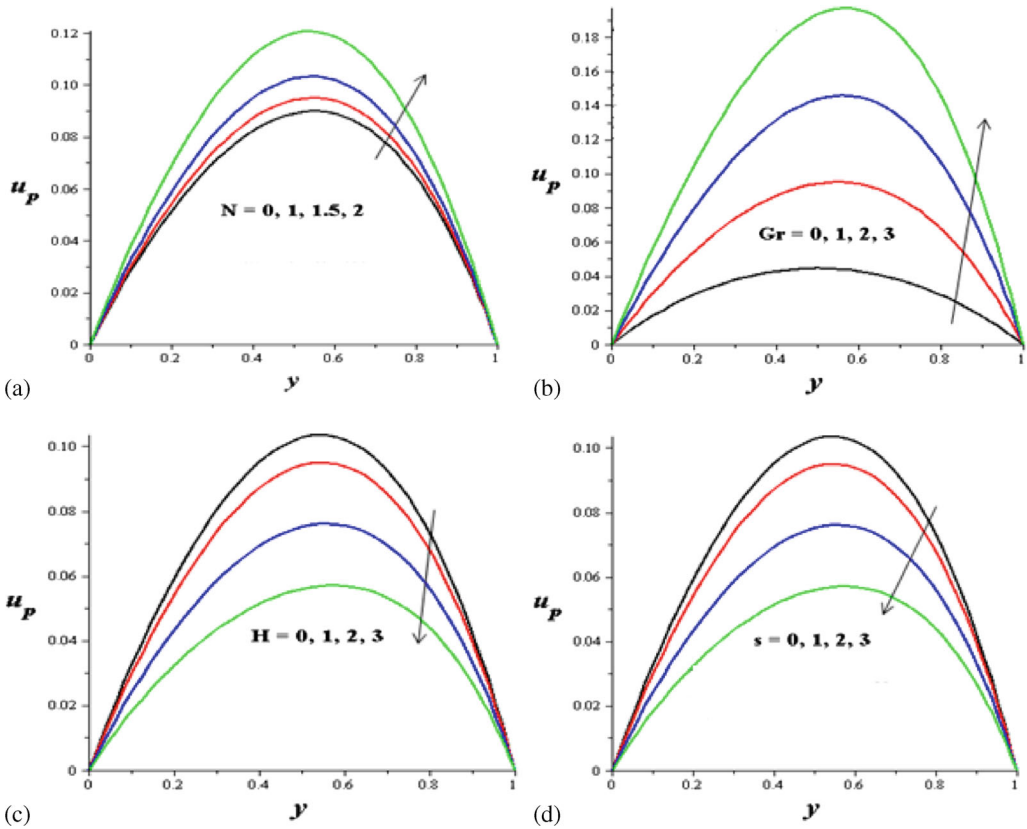 0.12
0.10
0.08
0.06
0.04
0.02
0
u_p
N = 0, 1, 1.5, 2
0 0.2 0.4 0.6 0.8 1
y
(a)
0.18
0.16
0.14
0.12
0.10
0.08
0.06
0.04
0.02
0
u_p
Gr = 0, 1, 2, 3
0 0.2 0.4 0.6 0.8 1
y
(b)
0.10
0.08
0.06
0.04
0.02
0
u_p
H = 0, 1, 2, 3
0 0.2 0.4 0.6 0.8 1
y
(c)
0.10
0.08
0.06
0.04
0.02
0
u_p
s = 0, 1, 2, 3
0 0.2 0.4 0.6 0.8 1
y
(d)